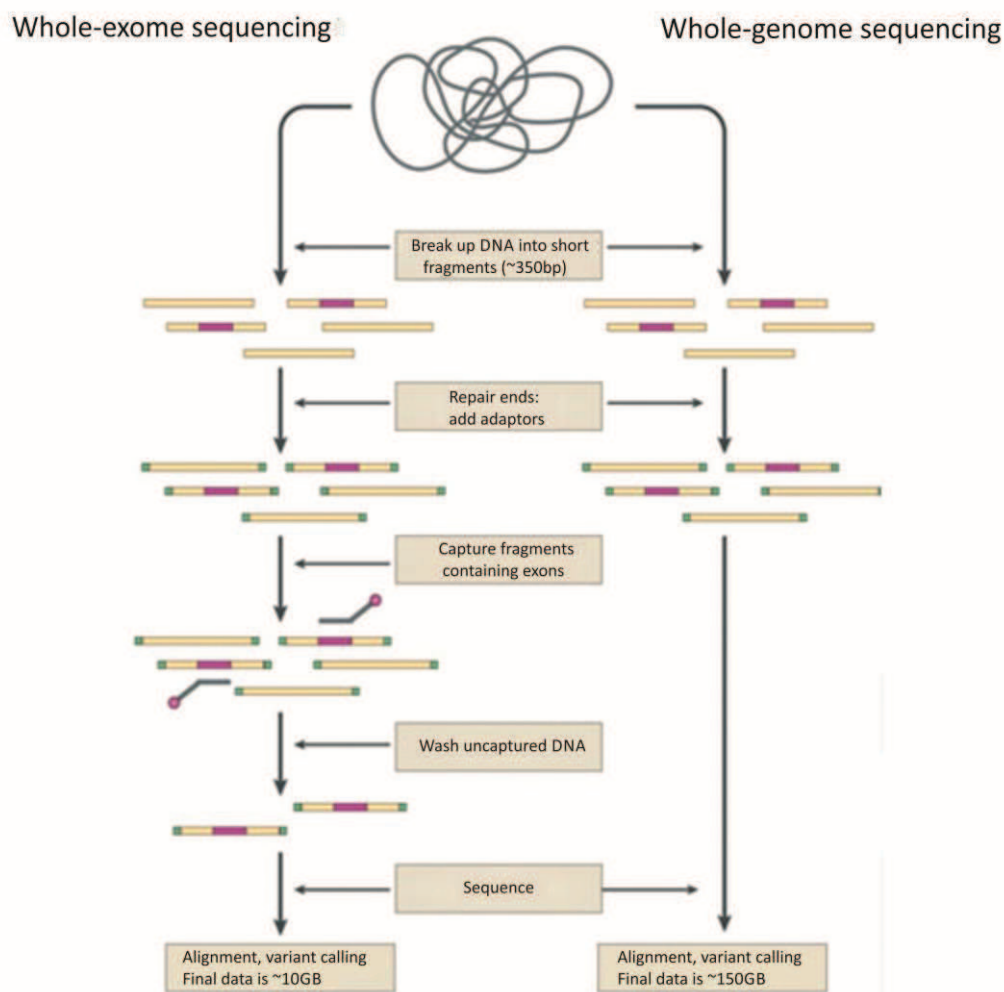 Whole-exome sequencing
Whole-genome sequencing
Break up DNA into short
fragments (~350bp)
Repair ends:
add adaptors
Capture fragments
containing exons
Wash uncaptured DNA
Sequence
Alignment, variant calling
Final data is ~10GB
Alignment, variant calling
Final data is ~150GB